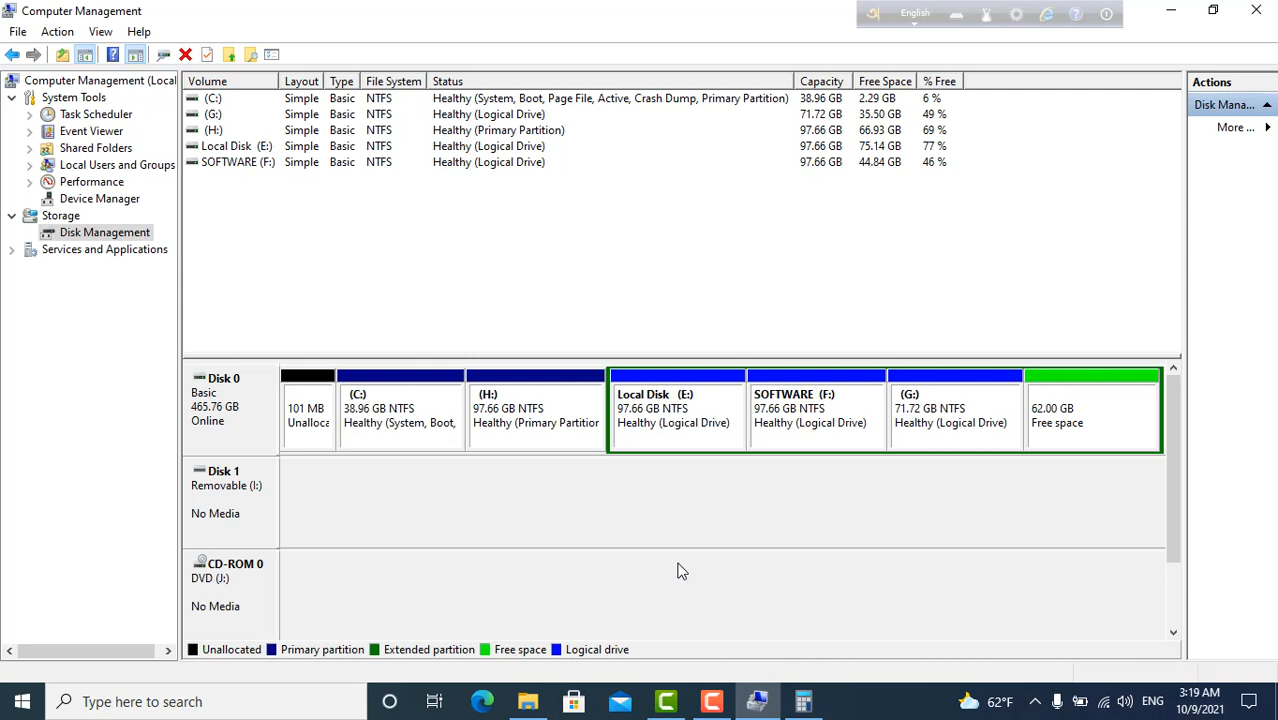 Computer Management
English
File Action View Help
Computer Management (Local
System Tools
Task Scheduler
Event Viewer
Shared Folders
Local Users and Groups
Performance
Device Manager
Storage
Disk Management
Services and Applications
Volume Layout Type File System Status Capacity Free Space % Free
(C:) Simple Basic NTFS Healthy (System, Boot, Page File, Active, Crash Dump, Primary Partition) 38.96 GB 2.29 GB 6 %
(G:) Simple Basic NTFS Healthy (Logical Drive) 71.72 GB 35.50 GB 49 %
(H:) Simple Basic NTFS Healthy (Primary Partition) 97.66 GB 66.93 GB 69 %
Local Disk (E:) Simple Basic NTFS Healthy (Logical Drive) 97.66 GB 75.14 GB 77 %
SOFTWARE (F:) Simple Basic NTFS Healthy (Logical Drive) 97.66 GB 44.84 GB 46 %
Actions
Disk Mana...
More ...
Disk 0
Basic
465.76 GB
Online
101 MB
Unalloca
(C:)
38.96 GB NTFS
Healthy (System, Boot,
(H:)
97.66 GB NTFS
Healthy (Primary Partitior
Local Disk (E:)
97.66 GB NTFS
Healthy (Logical Drive)
SOFTWARE (F:)
97.66 GB NTFS
Healthy (Logical Drive)
(G:)
71.72 GB NTFS
Healthy (Logical Drive)
62.00 GB
Free space
Disk 1
Removable (I:)
No Media
CD-ROM 0
DVD (J:)
No Media
Unallocated Primary partition Extended partition Free space Logical drive
Type here to search
62°F
ENG
3:19 AM
10/9/2021